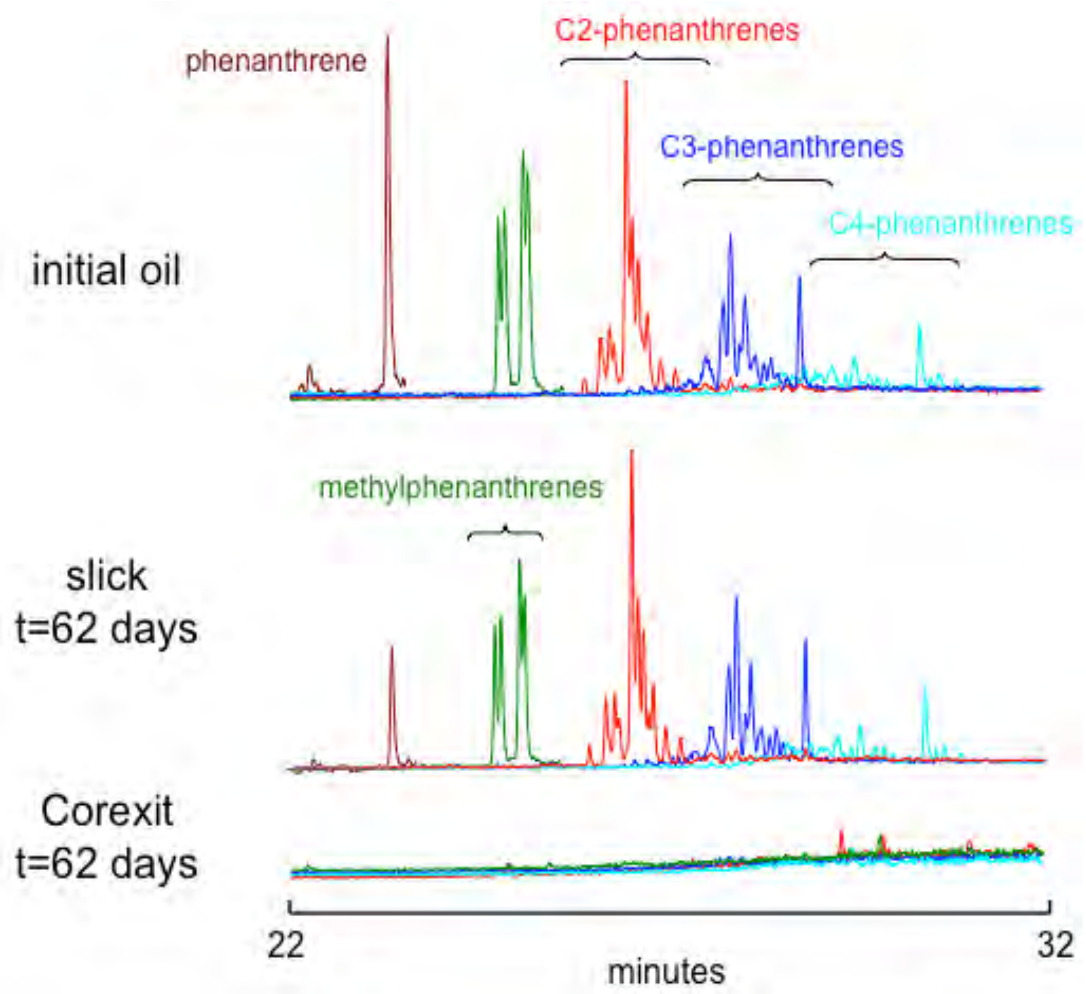 C2-phenanthrenes
phenanthrene
C3-phenanthrenes
C4-phenanthrenes
initial oil
methylphenanthrenes
slick
t=62 days
Corexit
t=62 days
22
32
minutes